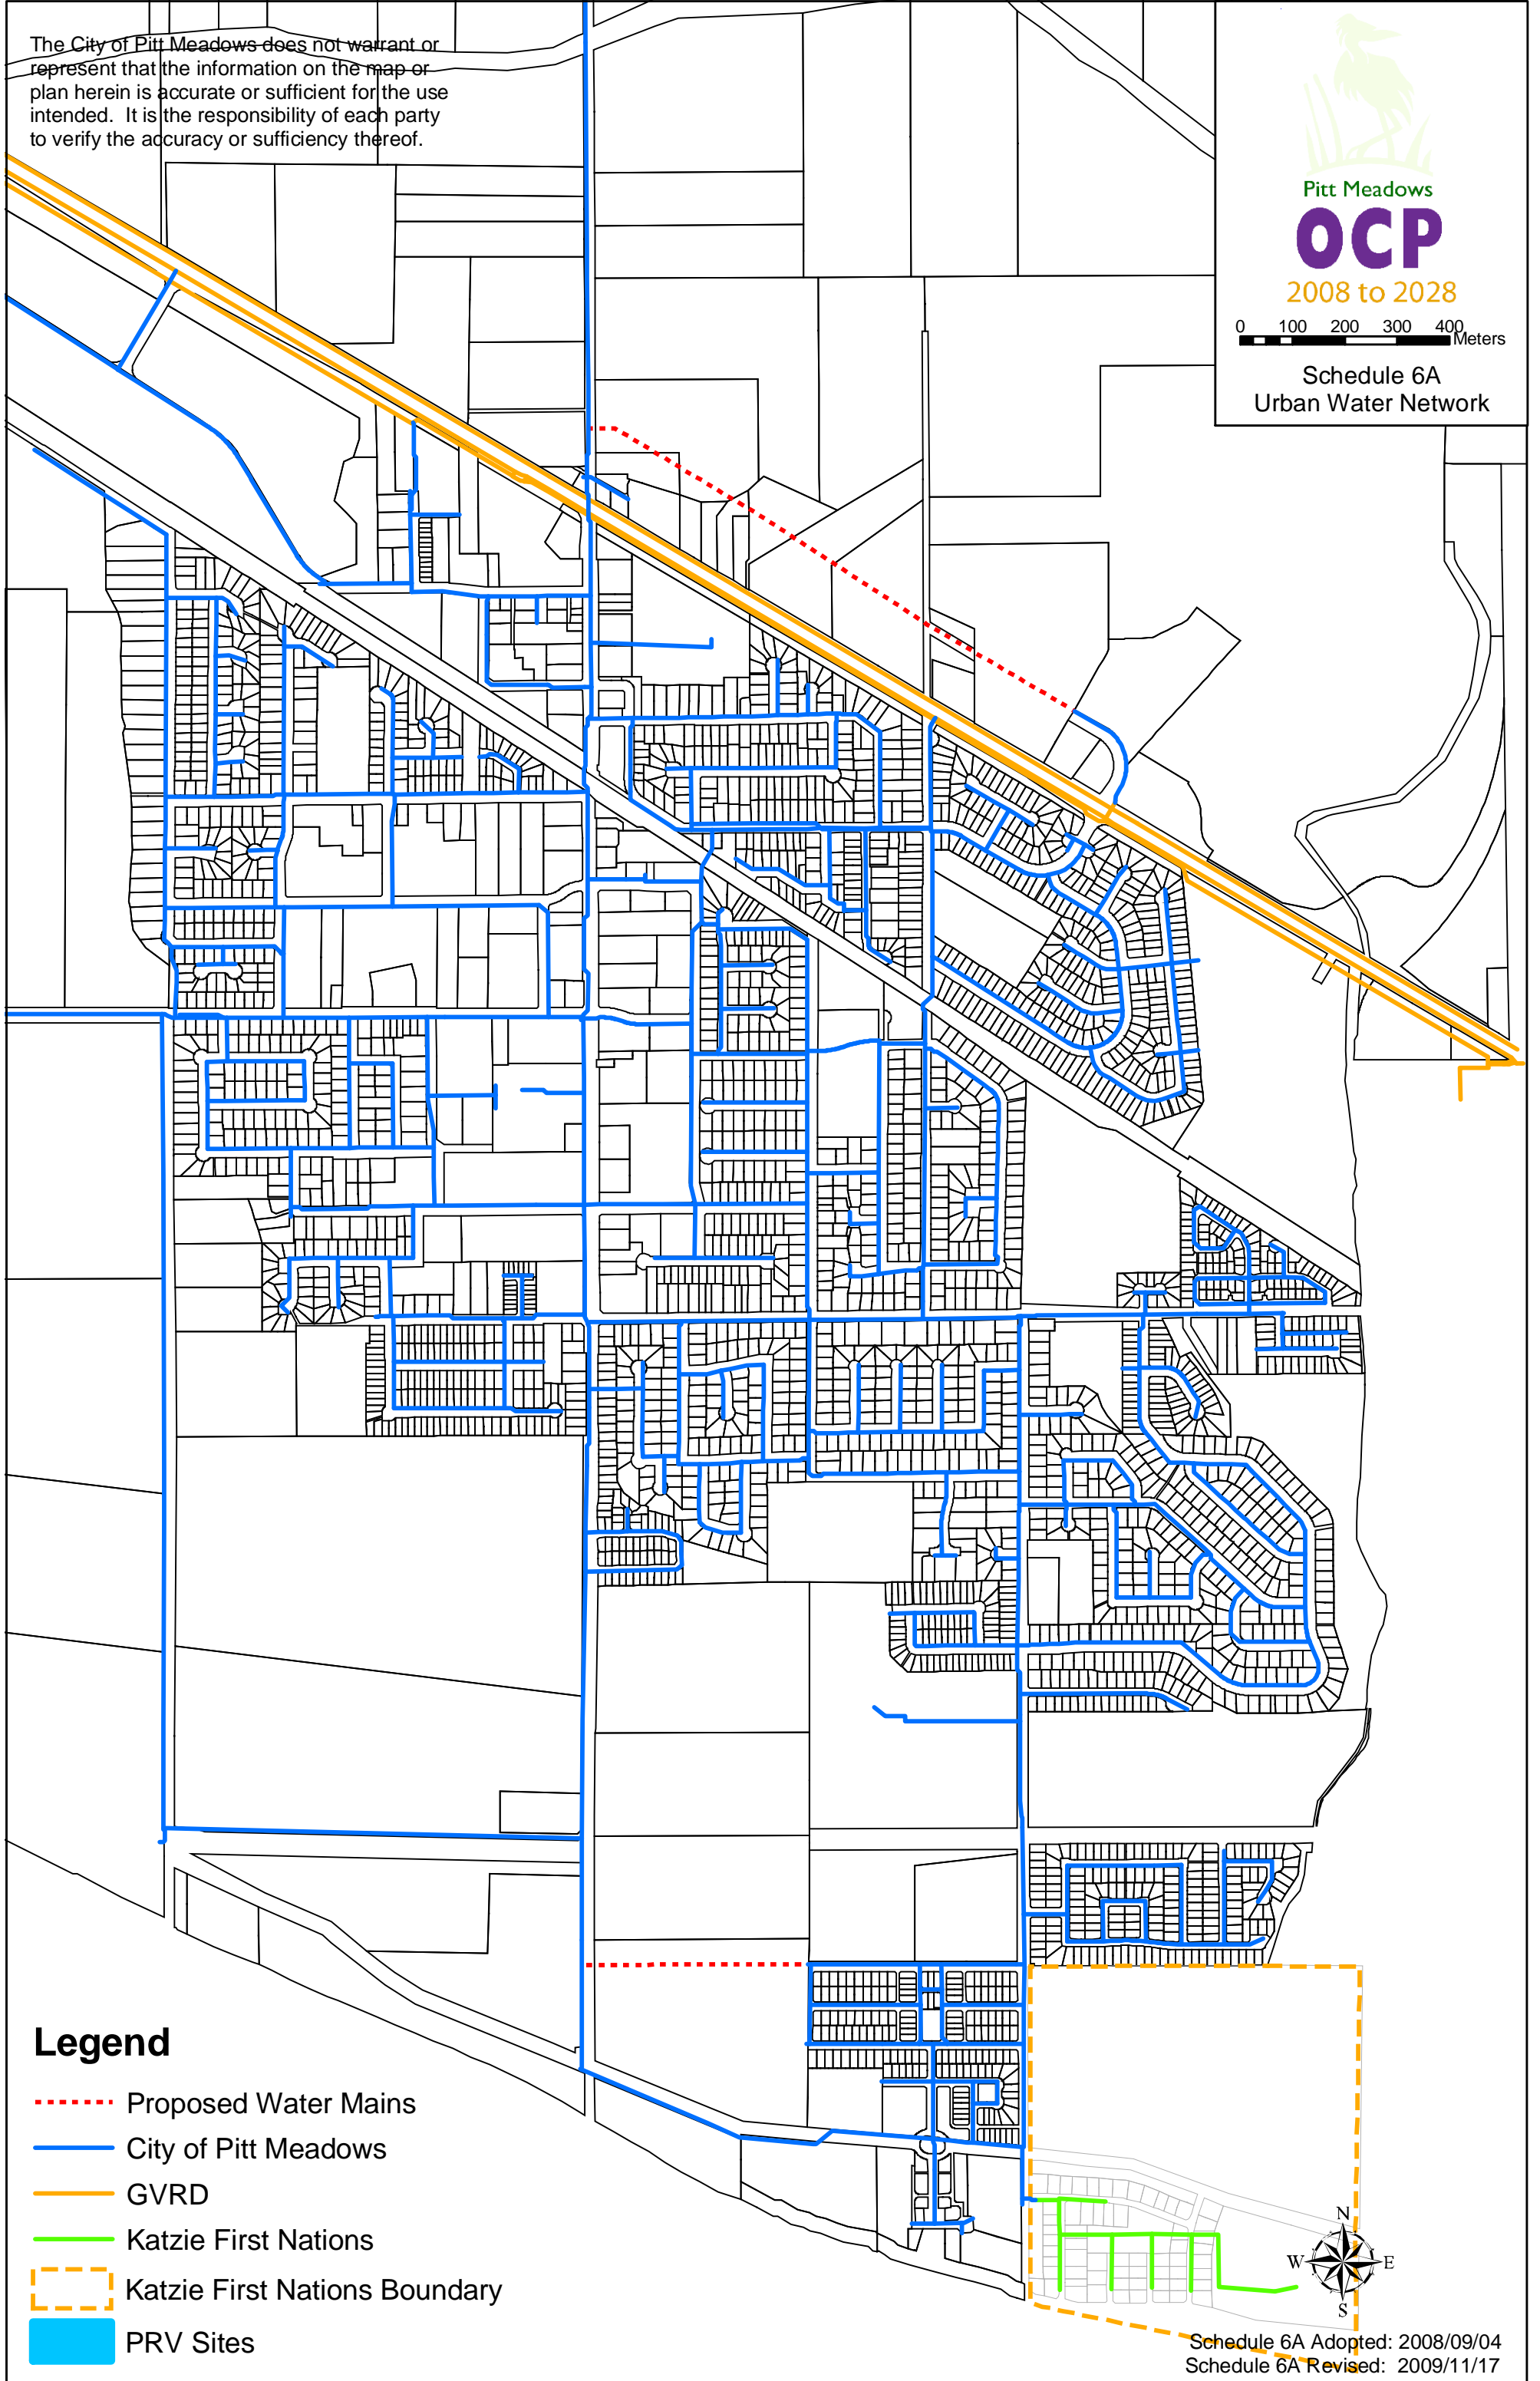 The City of Pitt Meadows does not warrant or
represent that the information on the map or
plan herein is accurate or sufficient for the use
intended.  It is the responsibility of each party
to verify the accuracy or sufficiency thereof.
Pitt Meadows
OCP
2008 to 2028
0 100 200 300 400
Meters
Schedule 6A
Urban Water Network
Legend
Proposed Water Mains
City of Pitt Meadows
GVRD
Katzie First Nations
Katzie First Nations Boundary
PRV Sites
N
W E
S
Schedule 6A Adopted: 2008/09/04
Schedule 6A Revised:  2009/11/17